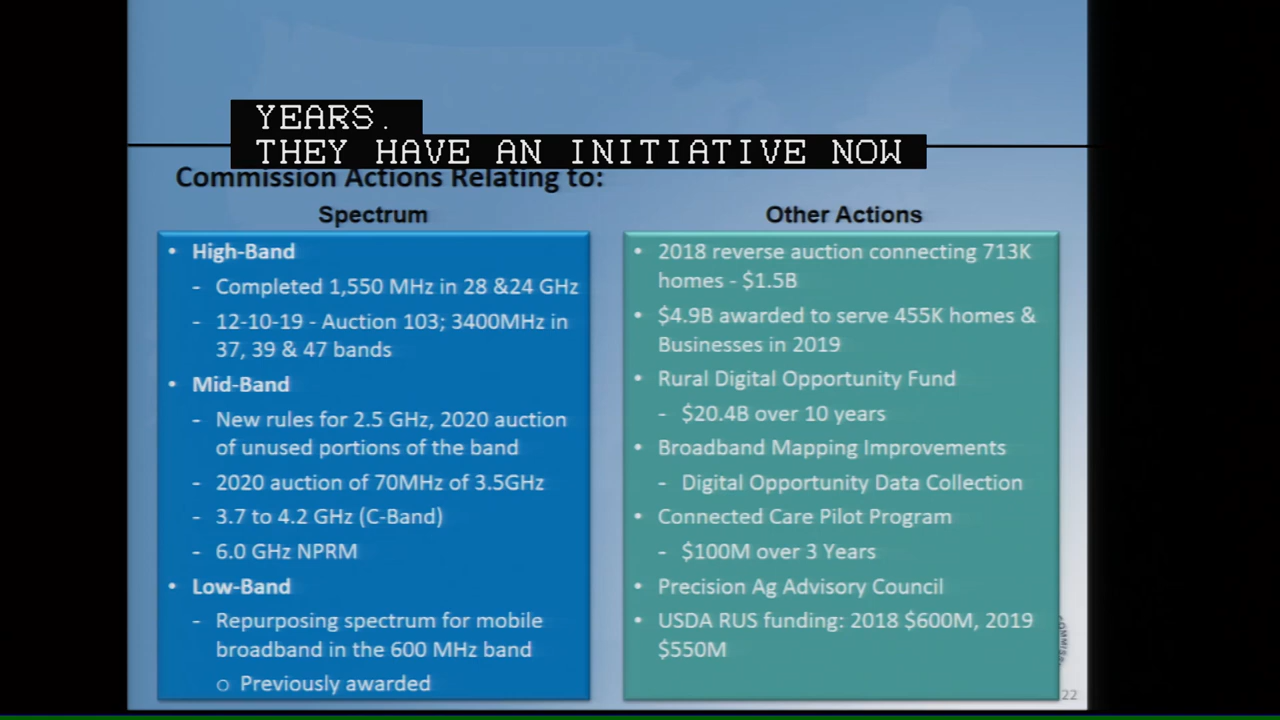 YEARS.
THEY HAVE AN INITIATIVE NOW
Commission Actions Relating to:
Spectrum
• High-Band
- Completed 1,550 MHz in 28 &24 GHz
- 12-10-19 - Auction 103; 3400MHz in
37, 39 & 47 bands
• Mid-Band
- New rules for 2.5 GHz, 2020 auction
of unused portions of the band
- 2020 auction of 70MHz of 3.5GHz
- 3.7 to 4.2 GHz (C-Band)
- 6.0 GHz NPRM
• Low-Band
- Repurposing spectrum for mobile
broadband in the 600 MHz band
o Previously awarded
Other Actions
• 2018 reverse auction connecting 713K
homes - $1.5B
• $4.9B awarded to serve 455K homes &
Businesses in 2019
• Rural Digital Opportunity Fund
- $20.4B over 10 years
• Broadband Mapping Improvements
- Digital Opportunity Data Collection
• Connected Care Pilot Program
- $100M over 3 Years
• Precision Ag Advisory Council
• USDA RUS funding: 2018 $600M, 2019
$550M
22